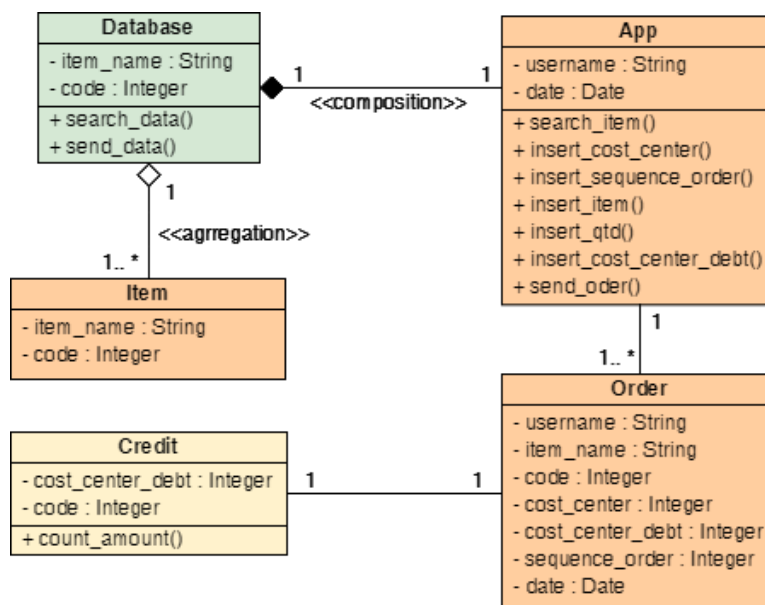 Database
- item_name : String
- code : Integer
+ search_data()
+ send_data()
1
1
<<composition>>
App
- username : String
- date : Date
+ search_item()
+ insert_cost_center()
+ insert_sequence_order()
+ insert_item()
+ insert_qtd()
+ insert_cost_center_debt()
+ send_oder()
1
<<agrregation>>
1.. *
Item
- item_name : String
- code : Integer
1
1.. *
Order
- username : String
- item_name : String
- code : Integer
- cost_center : Integer
- cost_center_debt : Integer
- sequence_order : Integer
- date : Date
Credit
- cost_center_debt : Integer
- code : Integer
+ count_amount()
1
1